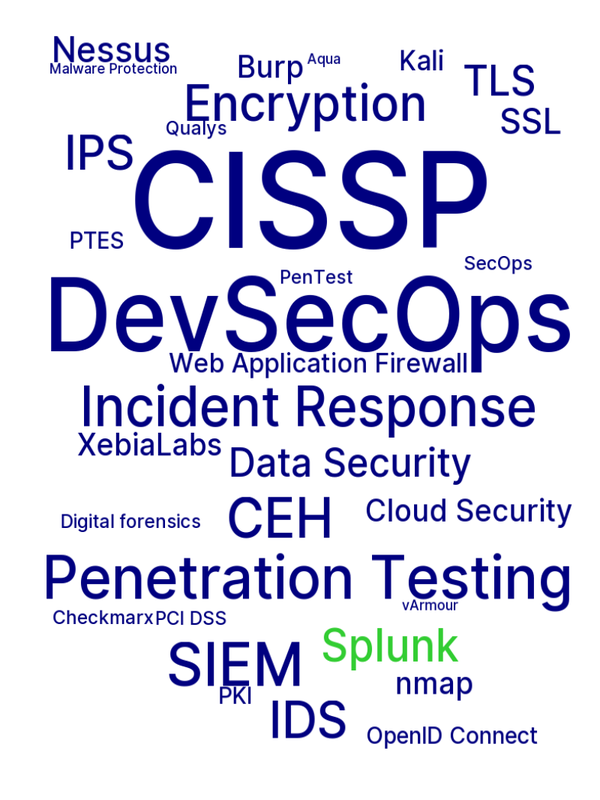 Nessus
Malware Protection
Burp
Aqua
Kali
TLS
Encryption
SSL
Qualys
IPS
CISSP
PTES
SecOps
PenTest
DevSecOps
Web Application Firewall
Incident Response
XebiaLabs
Data Security
CEH
Cloud Security
Digital forensics
Penetration Testing
vArmour
Checkmarx
PCI DSS
Splunk
SIEM
nmap
PKI
IDS
OpenID Connect